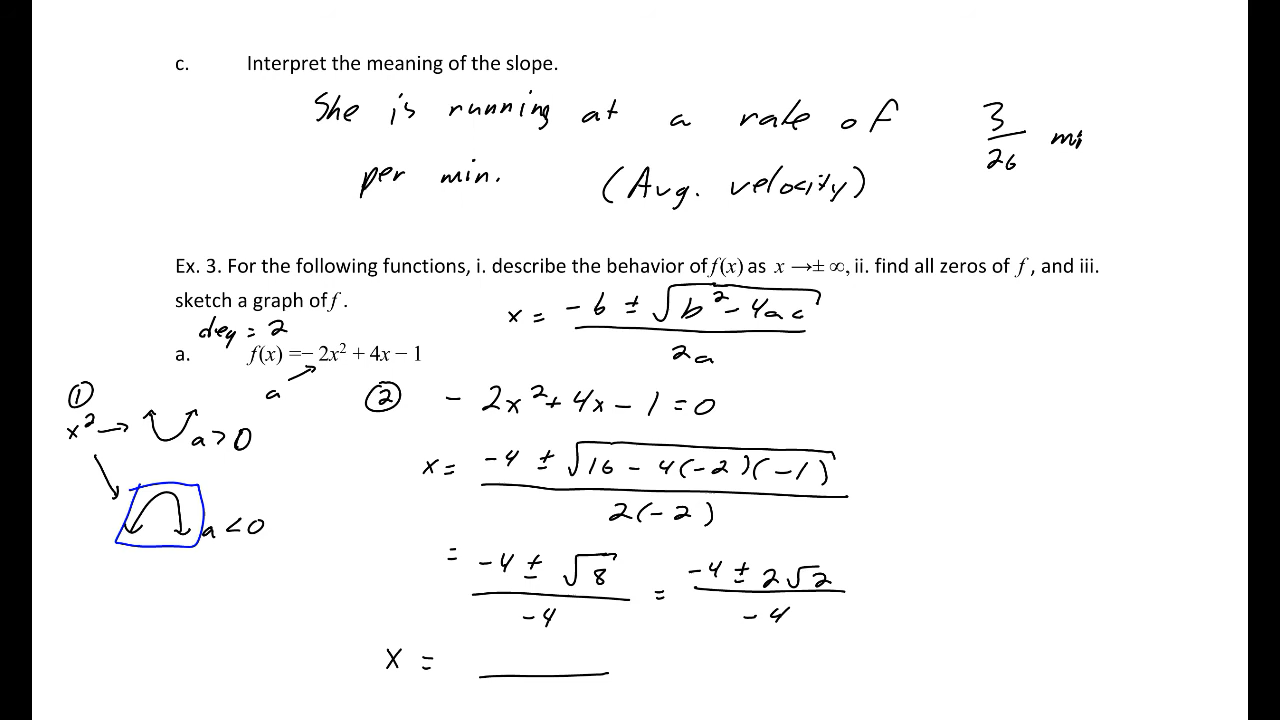 c. Interpret the meaning of the slope.
She is running at a rate of 3/26 mi
per min. (Avg. velocity)
Ex. 3. For the following functions, i. describe the behavior of f(x) as x →± ∞, ii. find all zeros of f , and iii.
sketch a graph of f .
x = (-b ± √(b² - 4ac))/(2a)
deg = 2
a. f(x) =− 2x² + 4x − 1
a
① x² → a > 0
a < 0
② - 2x² + 4x - 1 = 0
x = (-4 ± √(16 - 4(-2)(-1)))/(2(-2))
= (-4 ± √8)/(-4) = (-4 ± 2√2)/(-4)
x =